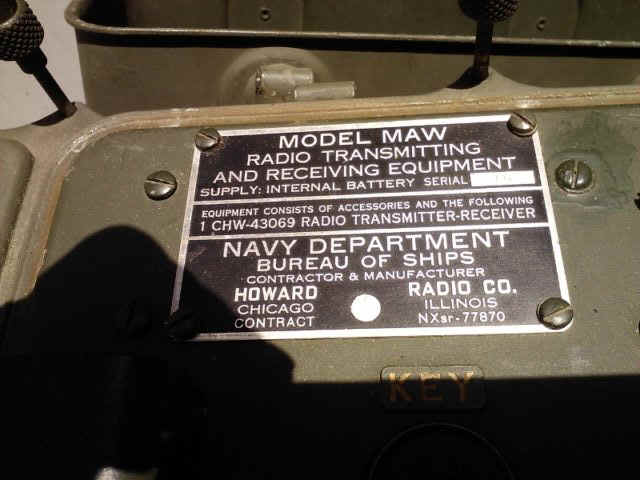 MODEL MAW
RADIO TRANSMITTING
AND RECEIVING EQUIPMENT
SUPPLY: INTERNAL BATTERY SERIAL
EQUIPMENT CONSISTS OF ACCESSORIES AND THE FOLLOWING
1 CHW-43069 RADIO TRANSMITTER-RECEIVER
NAVY DEPARTMENT
BUREAU OF SHIPS
CONTRACTOR & MANUFACTURER
HOWARD RADIO CO.
CHICAGO ILLINOIS
CONTRACT NXsr-77870
KEY